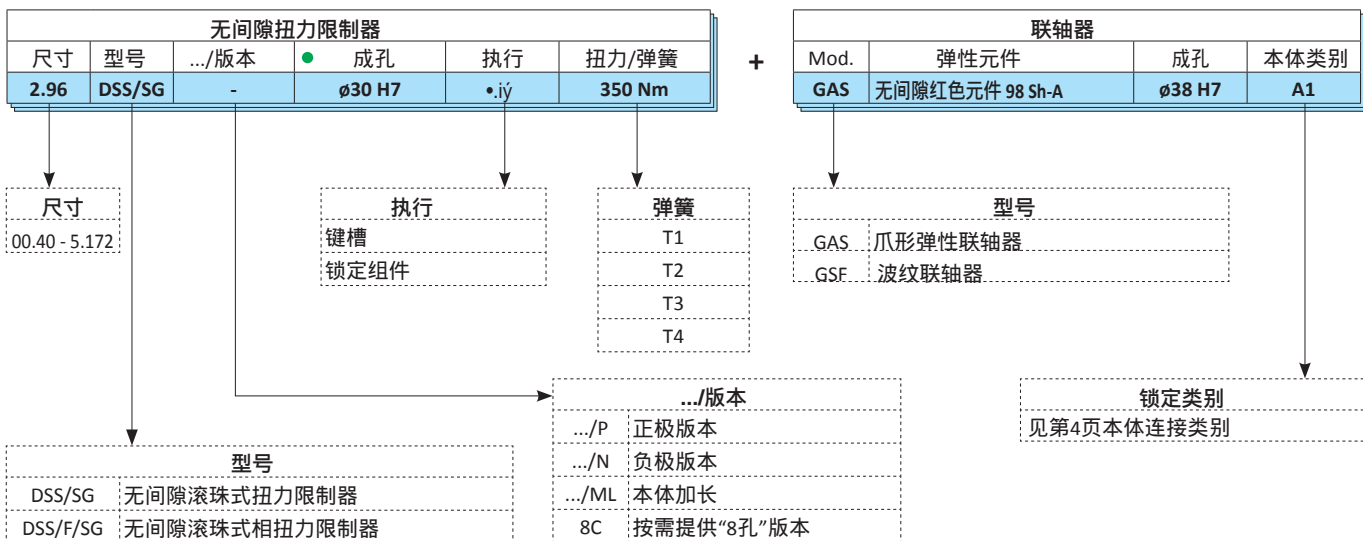 无间隙扭力限制器
尺寸 型号 .../版本 成孔 执行 扭力/弹簧
2.96 DSS/SG - ø30 H7 •.iý 350 Nm
+
联轴器
Mod. 弹性元件 成孔 本体类别
GAS 无间隙红色元件 98 Sh-A ø38 H7 A1
尺寸
00.40 - 5.172
执行
键槽
锁定组件
弹簧
T1
T2
T3
T4
型号
GAS 爪形弹性联轴器
GSF 波纹联轴器
.../版本
.../P 正极版本
.../N 负极版本
.../ML 本体加长
8C 按需提供“8孔”版本
锁定类别
见第4页本体连接类别
型号
DSS/SG 无间隙滚珠式扭力限制器
DSS/F/SG 无间隙滚珠式相扭力限制器